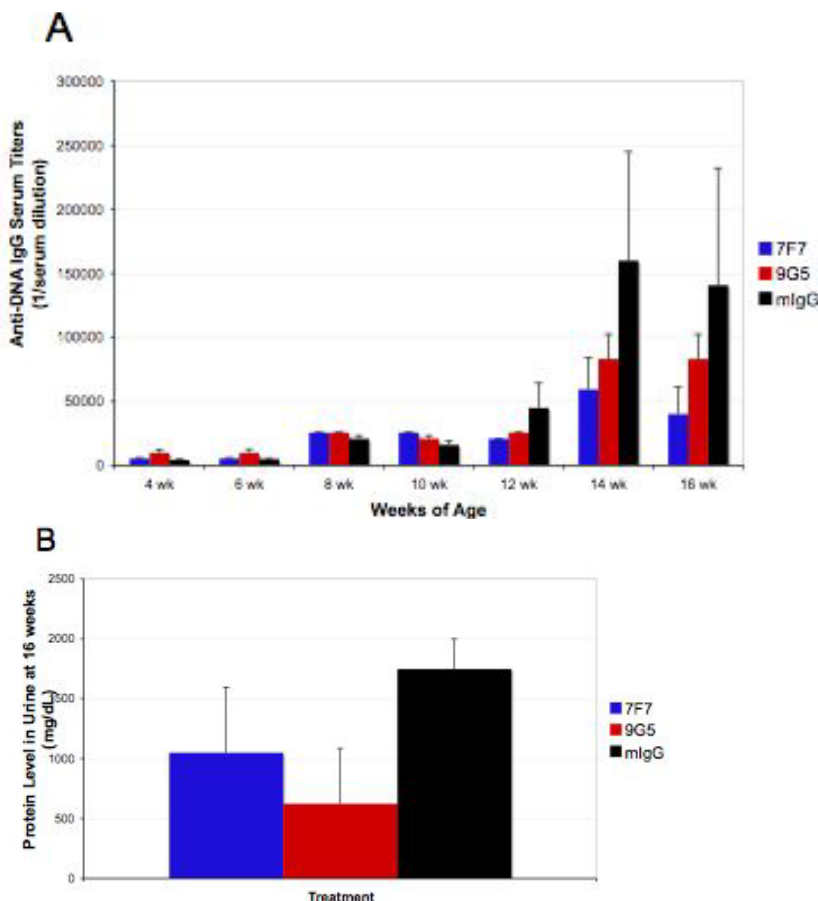 A
Anti-DNA IgG Serum Titers
(1/serum dilution)
300000
250000
200000
150000
100000
50000
0
4 wk 6 wk 8 wk 10 wk 12 wk 14 wk 16 wk
Weeks of Age
7F7
9G5
mIgG
B
Protein Level in Urine at 16 weeks
(mg/dL)
2500
2000
1500
1000
500
0
Treatment
7F7
9G5
mIgG